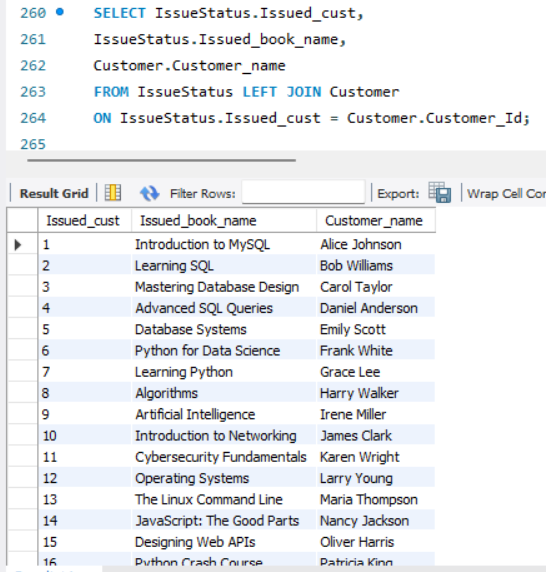 260 SELECT IssueStatus.Issued_cust,
261 IssueStatus.Issued_book_name,
262 Customer.Customer_name
263 FROM IssueStatus LEFT JOIN Customer
264 ON IssueStatus.Issued_cust = Customer.Customer_Id;
265
Result Grid Filter Rows: Export: Wrap Cell Cor
Issued_cust Issued_book_name Customer_name
1 Introduction to MySQL Alice Johnson
2 Learning SQL Bob Williams
3 Mastering Database Design Carol Taylor
4 Advanced SQL Queries Daniel Anderson
5 Database Systems Emily Scott
6 Python for Data Science Frank White
7 Learning Python Grace Lee
8 Algorithms Harry Walker
9 Artificial Intelligence Irene Miller
10 Introduction to Networking James Clark
11 Cybersecurity Fundamentals Karen Wright
12 Operating Systems Larry Young
13 The Linux Command Line Maria Thompson
14 JavaScript: The Good Parts Nancy Jackson
15 Designing Web APIs Oliver Harris
16 Python Crash Course Patricia King